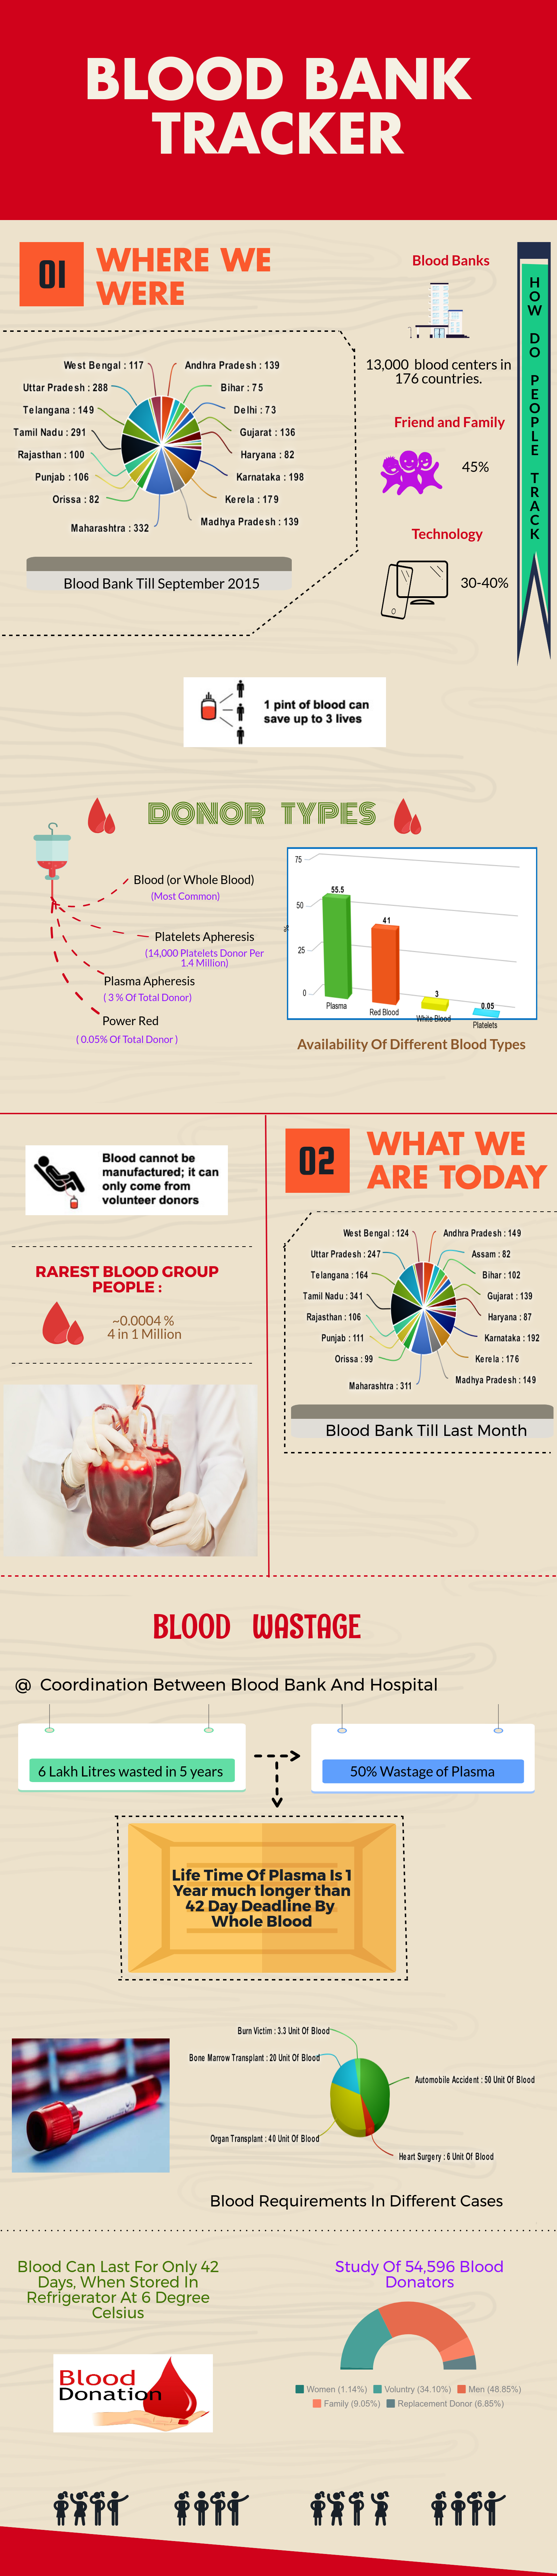 BLOOD BANK
TRACKER
01
WHERE WE
WERE
West Bengal : 117
Andhra Pradesh : 139
Uttar Pradesh : 288
Bihar : 75
Telangana : 149
Delhi : 73
Tamil Nadu : 291
Gujarat : 136
Rajasthan : 100
Haryana : 82
Punjab : 106
Karnataka : 198
Orissa : 82
Kerela : 179
Maharashtra : 332
Madhya Pradesh : 139
Blood Bank Till September 2015
Blood Banks
13,000 blood centers in
176 countries.
Friend and Family
45%
Technology
30-40%
HOW DO PEOPLE TRACK
1 pint of blood can
save up to 3 lives
DONOR TYPES
Blood (or Whole Blood)
(Most Common)
Platelets Apheresis
(14,000 Platelets Donor Per
1.4 Million)
Plasma Apheresis
( 3 % Of Total Donor)
Power Red
( 0.05% Of Total Donor )
75
50
25
0
%
55.5
41
3
0.05
Plasma
Red Blood
White Blood
Platelets
Availability Of Different Blood Types
Blood cannot be
manufactured; it can
only come from
volunteer donors
RAREST BLOOD GROUP
PEOPLE :
~0.0004 %
4 in 1 Million
02
WHAT WE
ARE TODAY
West Bengal : 124
Andhra Pradesh : 149
Uttar Pradesh : 247
Assam : 82
Telangana : 164
Bihar : 102
Tamil Nadu : 341
Gujarat : 139
Rajasthan : 106
Haryana : 87
Punjab : 111
Karnataka : 192
Orissa : 99
Kerela : 176
Maharashtra : 311
Madhya Pradesh : 149
Blood Bank Till Last Month
BLOOD WASTAGE
@ Coordination Between Blood Bank And Hospital
6 Lakh Litres wasted in 5 years
50% Wastage of Plasma
Life Time Of Plasma Is 1
Year much longer than
42 Day Deadline By
Whole Blood
Burn Victim : 3.3 Unit Of Blood
Bone Marrow Transplant : 20 Unit Of Blood
Automobile Accident : 50 Unit Of Blood
Organ Transplant : 40 Unit Of Blood
Heart Surgery : 6 Unit Of Blood
Blood Requirements In Different Cases
Blood Can Last For Only 42
Days, When Stored In
Refrigerator At 6 Degree
Celsius
Blood
Donation
Study Of 54,596 Blood
Donators
Women (1.14%) Voluntry (34.10%) Men (48.85%)
Family (9.05%) Replacement Donor (6.85%)